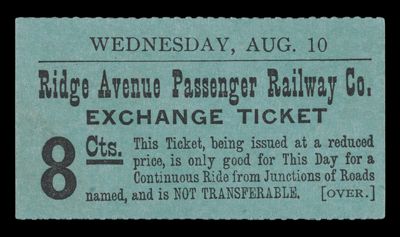 WEDNESDAY, AUG. 10
Ridge Avenue Passenger Railway Co.
EXCHANGE TICKET
8 Cts. This Ticket, being issued at a reduced
price, is only good for This Day for a
Continuous Ride from Junctions of Roads
named, and is NOT TRANSFERABLE. [OVER.]